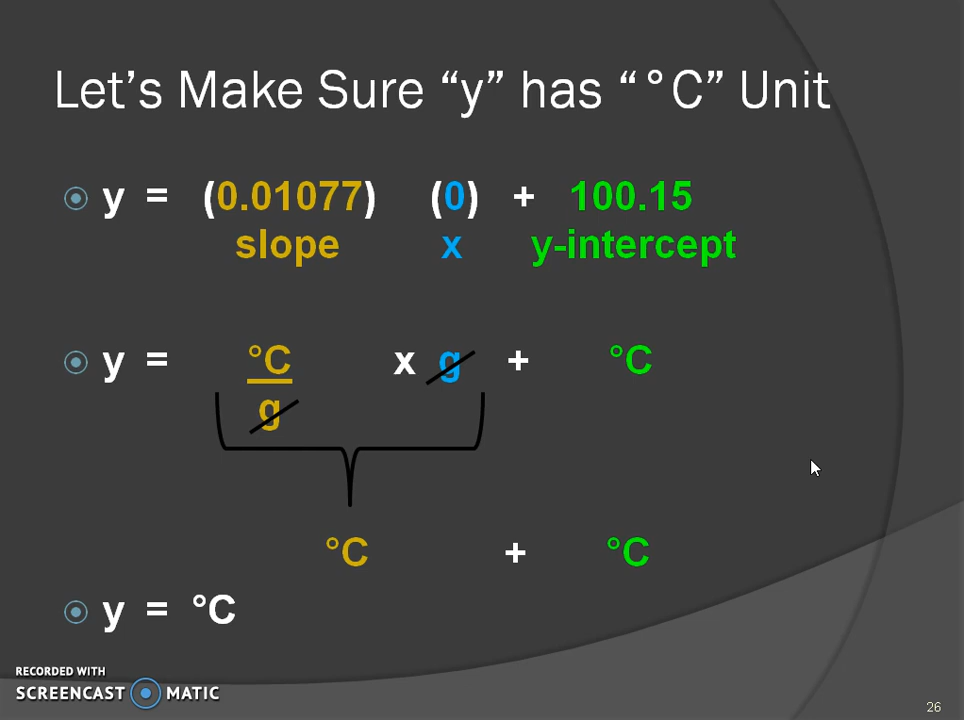 Let's Make Sure “y” has “°C” Unit
y = (0.01077) (0) + 100.15
slope x y-intercept
y = °C x g + °C
g
°C + °C
y = °C
RECORDED WITH
SCREENCAST MATIC
26